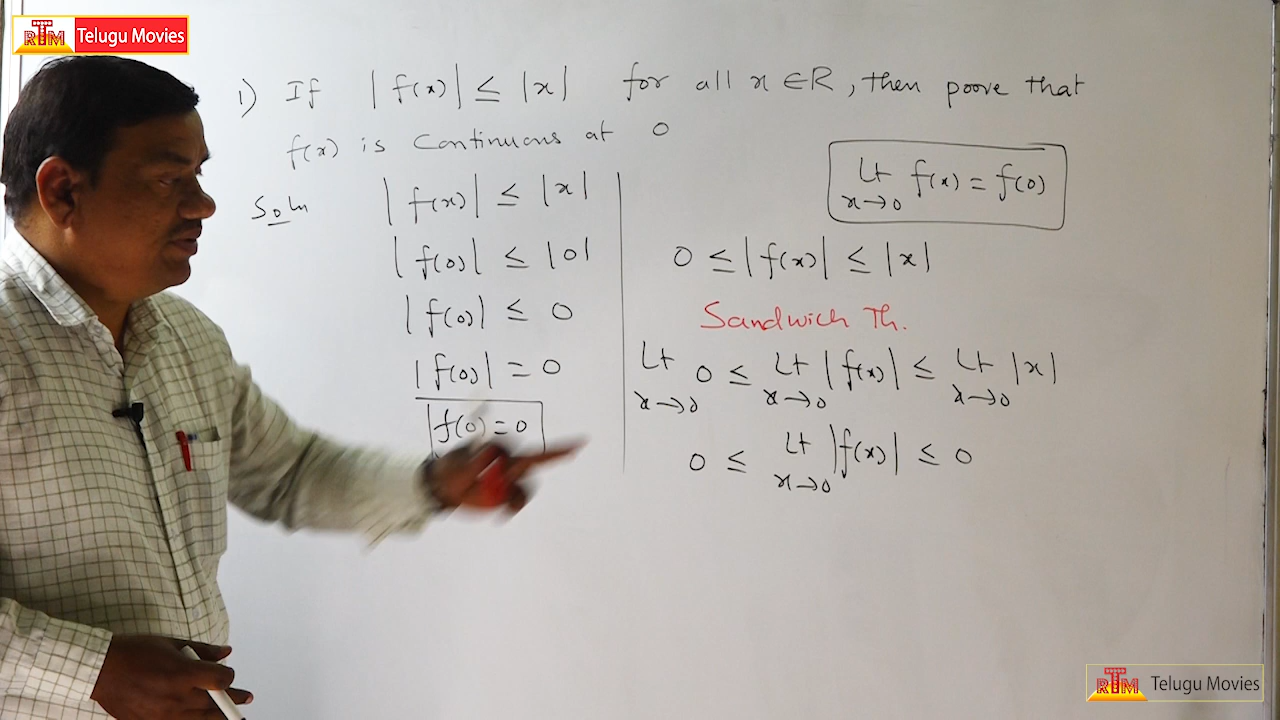 RTM Telugu Movies
1) If |f(x)| ≤ |x| for all x ∈ R, then poove that
f(x) is Continuous at 0
Soln
|f(x)| ≤ |x|
|f(0)| ≤ |0|
|f(0)| ≤ 0
|f(0)| = 0
f(0) = 0
Lt x→0 f(x) = f(0)
0 ≤ |f(x)| ≤ |x|
Sandwich Th.
Lt x→0 0 ≤ Lt x→0 |f(x)| ≤ Lt x→0 |x|
0 ≤ Lt x→0 |f(x)| ≤ 0
RTM Telugu Movies